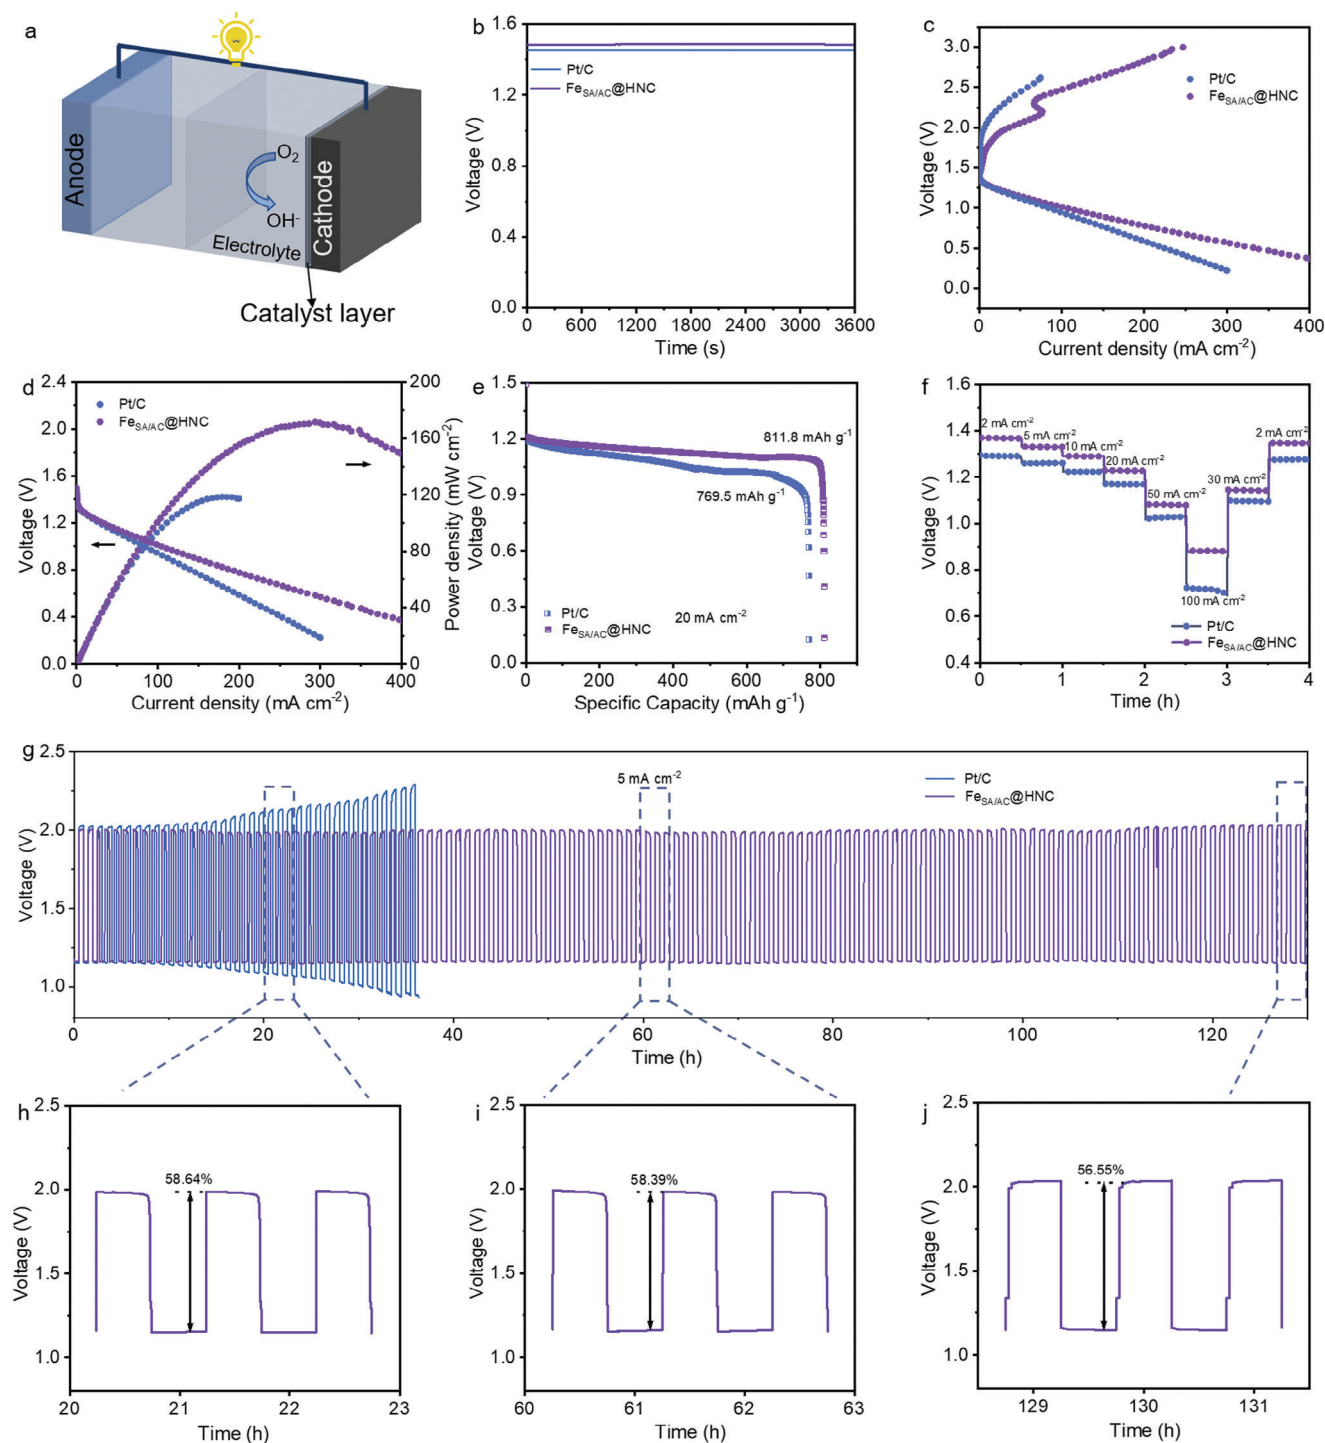 a
Anode
O2
OH-
Electrolyte
Cathode
Catalyst layer
b
Voltage (V)
1.6
1.2
0.8
0.4
0.0
Pt/C
FeSA/AC@HNC
0 600 1200 1800 2400 3000 3600
Time (s)
c
Voltage (V)
3.0
2.5
2.0
1.5
1.0
0.5
0.0
Pt/C
FeSA/AC@HNC
0 100 200 300 400
Current density (mA cm-2)
d
Voltage (V)
2.4
2.0
1.6
1.2
0.8
0.4
0.0
Pt/C
FeSA/AC@HNC
200
160
120
80
40
0
Power density (mW cm-2)
0 100 200 300 400
Current density (mA cm-2)
e
Voltage (V)
1.5
1.2
0.9
0.6
0.3
0.0
811.8 mAh g-1
769.5 mAh g-1
Pt/C
FeSA/AC@HNC
20 mA cm-2
0 200 400 600 800
Specific Capacity (mAh g-1)
f
Voltage (V)
1.6
1.4
1.2
1.0
0.8
0.6
0.4
2 mA cm-2
5 mA cm-2
10 mA cm-2
20 mA cm-2
50 mA cm-2
100 mA cm-2
30 mA cm-2
2 mA cm-2
Pt/C
FeSA/AC@HNC
0 1 2 3 4
Time (h)
g
Voltage (V)
2.5
2.0
1.5
1.0
5 mA cm-2
Pt/C
FeSA/AC@HNC
0 20 40 60 80 100 120
Time (h)
h
Voltage (V)
2.5
2.0
1.5
1.0
58.64%
20 21 22 23
Time (h)
i
Voltage (V)
2.5
2.0
1.5
1.0
58.39%
60 61 62 63
Time (h)
j
Voltage (V)
2.5
2.0
1.5
1.0
56.55%
129 130 131
Time (h)